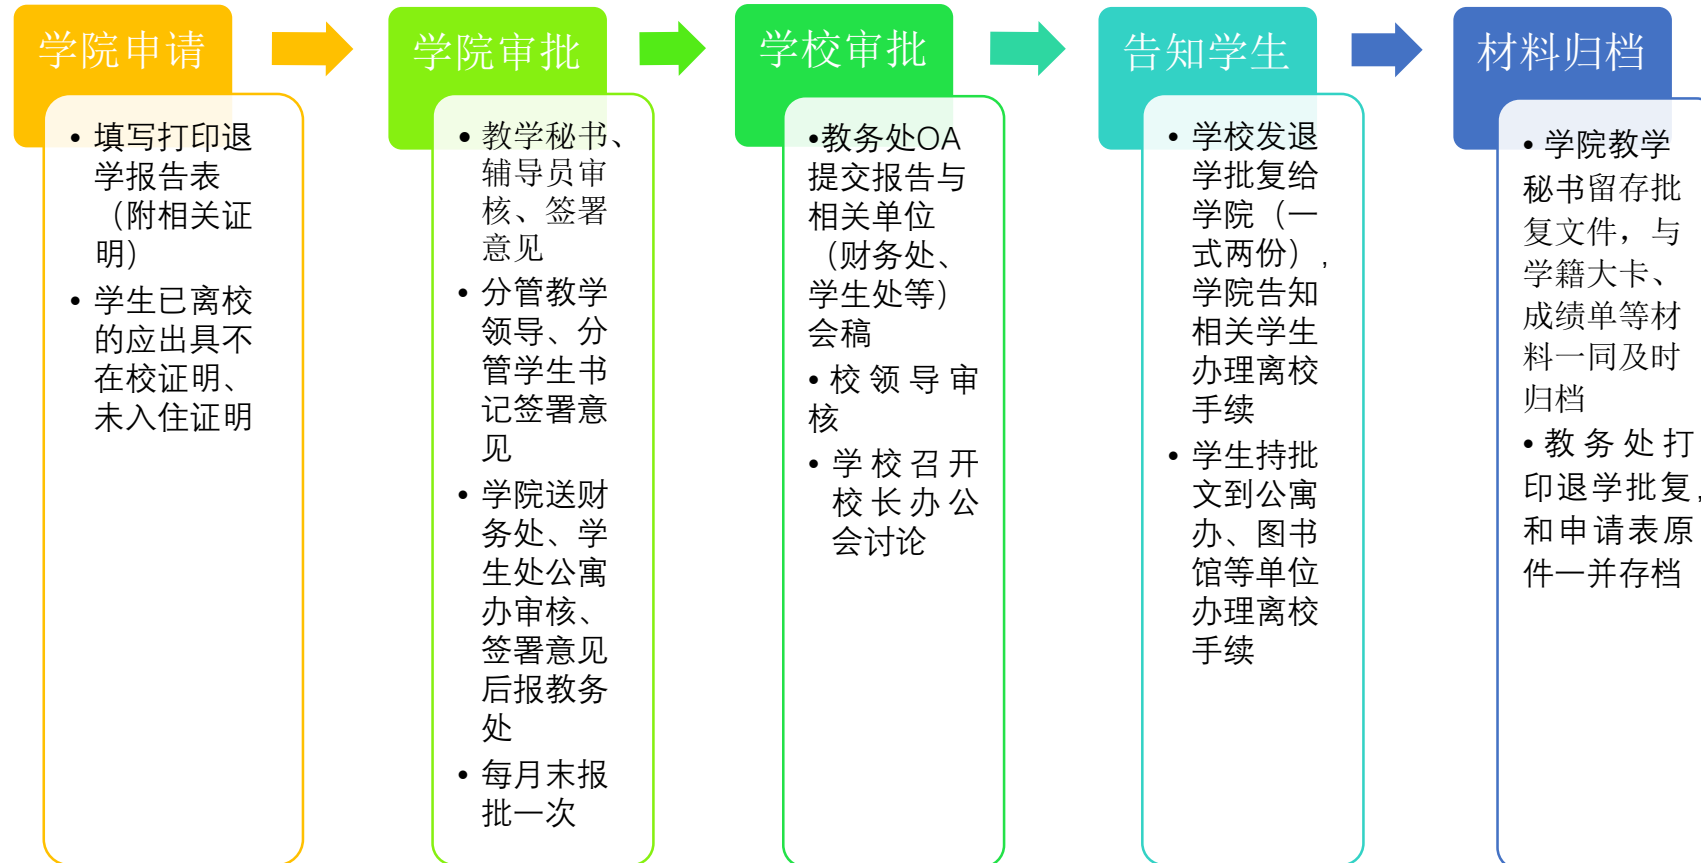 学院申请
• 填写打印退
学报告表
（附相关证
明）
• 学生已离校
的应出具不
在校证明、
未入住证明
学院审批
• 教学秘书、
辅导员审
核、签署
意见
• 分管教学
领导、分
管学生书
记签署意
见
• 学院送财
务处、学
生处公寓
办审核、
签署意见
后报教务
处
• 每月末报
批一次
学校审批
•教务处OA
提交报告与
相关单位
（财务处、
学生处等）
会稿
•校领导审
核
• 学校召开
校长办公
会讨论
告知学生
• 学校发退
学批复给
学院（一
式两份），
学院告知
相关学生
办理离校
手续
• 学生持批
文到公寓
办、图书
馆等单位
办理离校
手续
材料归档
• 学院教学
秘书留存批
复文件，与
学籍大卡、
成绩单等材
料一同及时
归档
•教务处打
印退学批复，
和申请表原
件一并存档